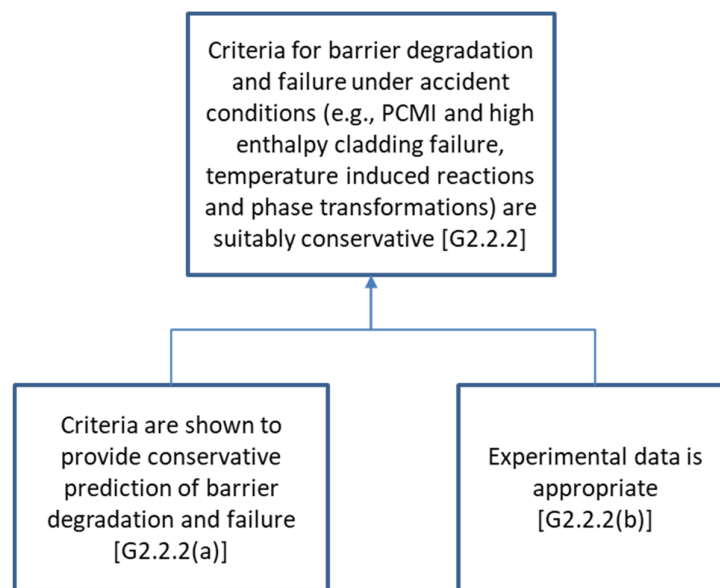 Criteria for barrier degradation
and failure under accident
conditions (e.g., PCMI and high
enthalpy cladding failure,
temperature induced reactions
and phase transformations) are
suitably conservative [G2.2.2]
Criteria are shown to
provide conservative
prediction of barrier
degradation and failure
[G2.2.2(a)]
Experimental data is
appropriate
[G2.2.2(b)]